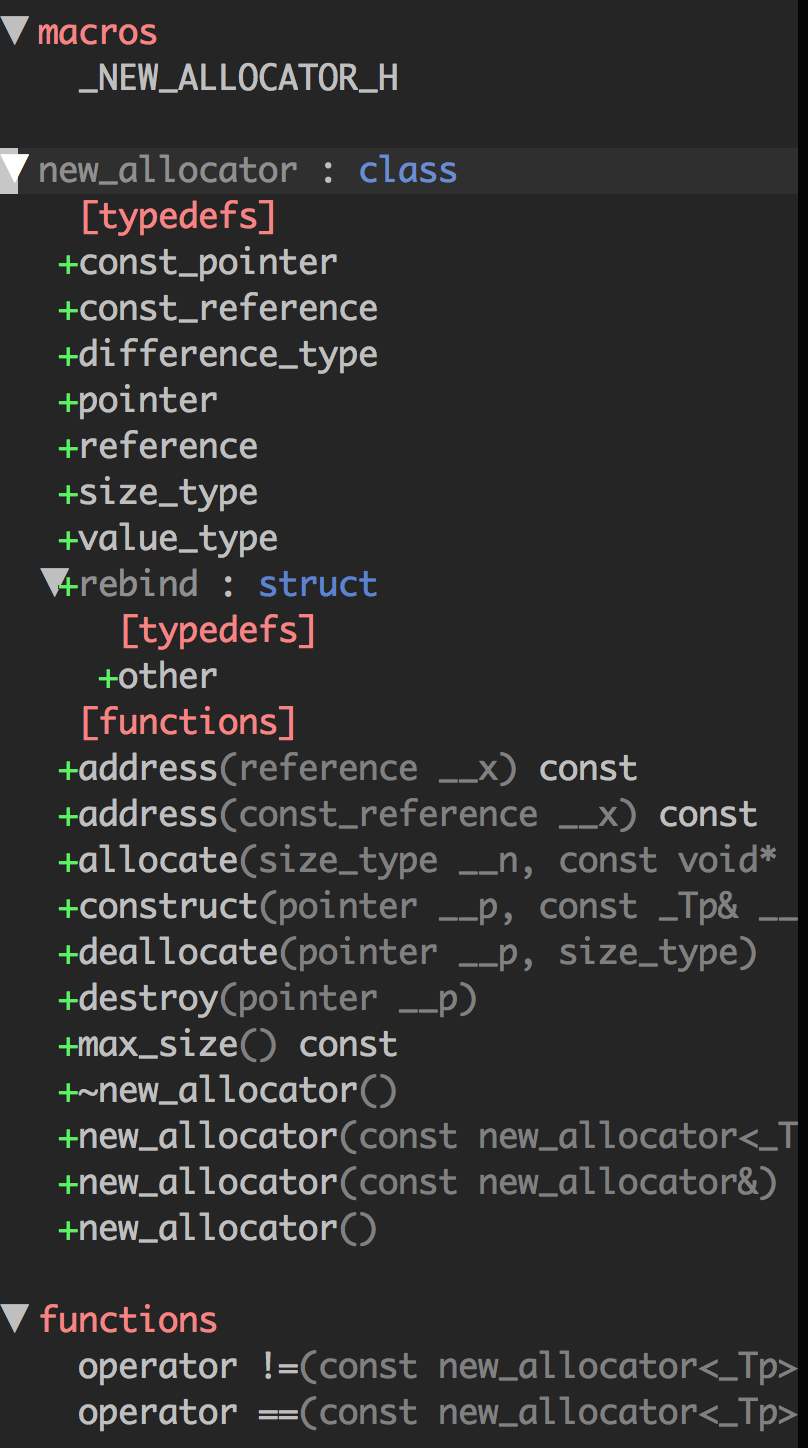 ▼ macros
_NEW_ALLOCATOR_H
▼ new_allocator : class
[typedefs]
+const_pointer
+const_reference
+difference_type
+pointer
+reference
+size_type
+value_type
▼+rebind : struct
[typedefs]
+other
[functions]
+address(reference __x) const
+address(const_reference __x) const
+allocate(size_type __n, const void*
+construct(pointer __p, const _Tp& __
+deallocate(pointer __p, size_type)
+destroy(pointer __p)
+max_size() const
+~new_allocator()
+new_allocator(const new_allocator<_T
+new_allocator(const new_allocator&)
+new_allocator()
▼ functions
operator !=(const new_allocator<_Tp>
operator ==(const new_allocator<_Tp>